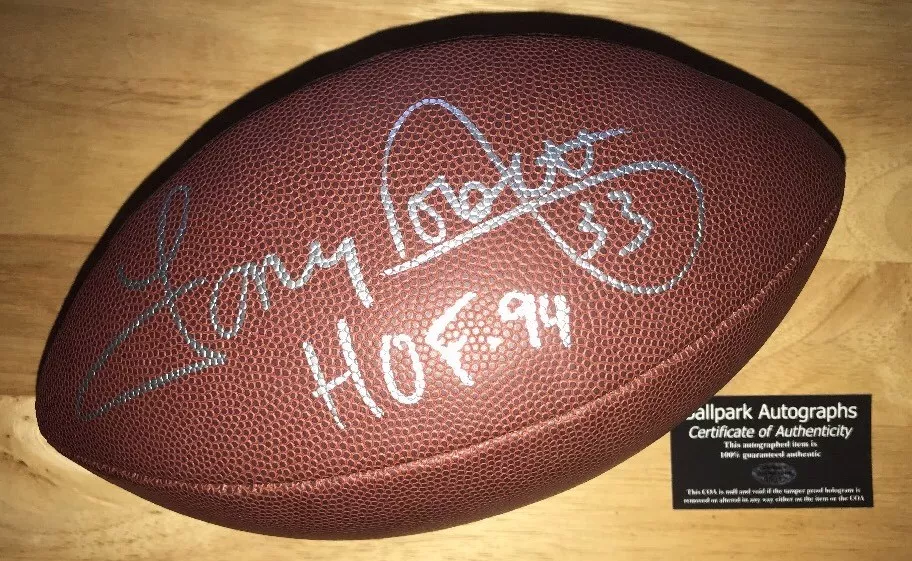 Tony Dorsett 33
HOF. 94
Ballpark Autographs
Certificate of Authenticity
This autographed item is
100% guaranteed authentic
This COA is null and void if the tamper proof hologram is
removed or altered in any way either on the item or the COA